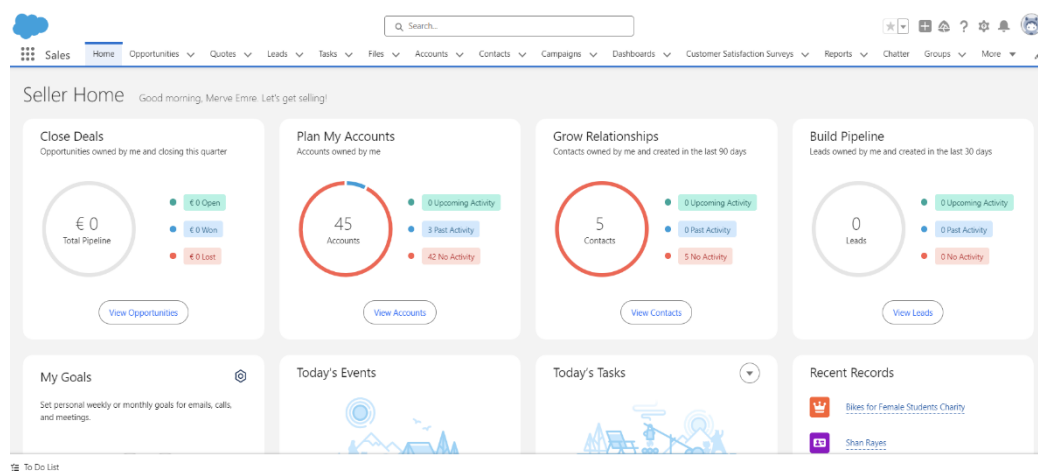 Search...
Sales Home Opportunities Quotes Leads Tasks Files Accounts Contacts Campaigns Dashboards Customer Satisfaction Surveys Reports Chatter Groups More
Seller Home Good morning, Merve Emre. Let's get selling!
Close Deals
Opportunities owned by me and closing this quarter
€ 0
Total Pipeline
€ 0 Open
€ 0 Won
€ 0 Lost
View Opportunities
Plan My Accounts
Accounts owned by me
45
Accounts
0 Upcoming Activity
3 Past Activity
42 No Activity
View Accounts
Grow Relationships
Contacts owned by me and created in the last 90 days
5
Contacts
0 Upcoming Activity
0 Past Activity
5 No Activity
View Contacts
Build Pipeline
Leads owned by me and created in the last 30 days
0
Leads
0 Upcoming Activity
0 Past Activity
0 No Activity
View Leads
My Goals
Set personal weekly or monthly goals for emails, calls,
and meetings.
Today's Events
Today's Tasks
Recent Records
Bikes for Female Students Charity
Shan Rayes
To Do List